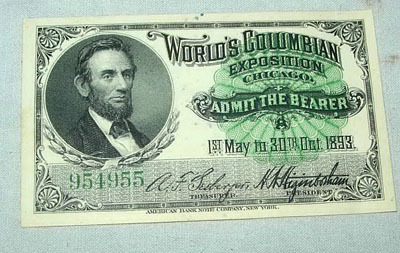 WORLD'S COLUMBIAN
EXPOSITION
CHICAGO.
ADMIT THE BEARER
1ST May to 30TH Oct. 1893.
954955
TREASURER
H.N. Higinbotham
PRESIDENT
AMERICAN BANK NOTE COMPANY, NEW YORK.